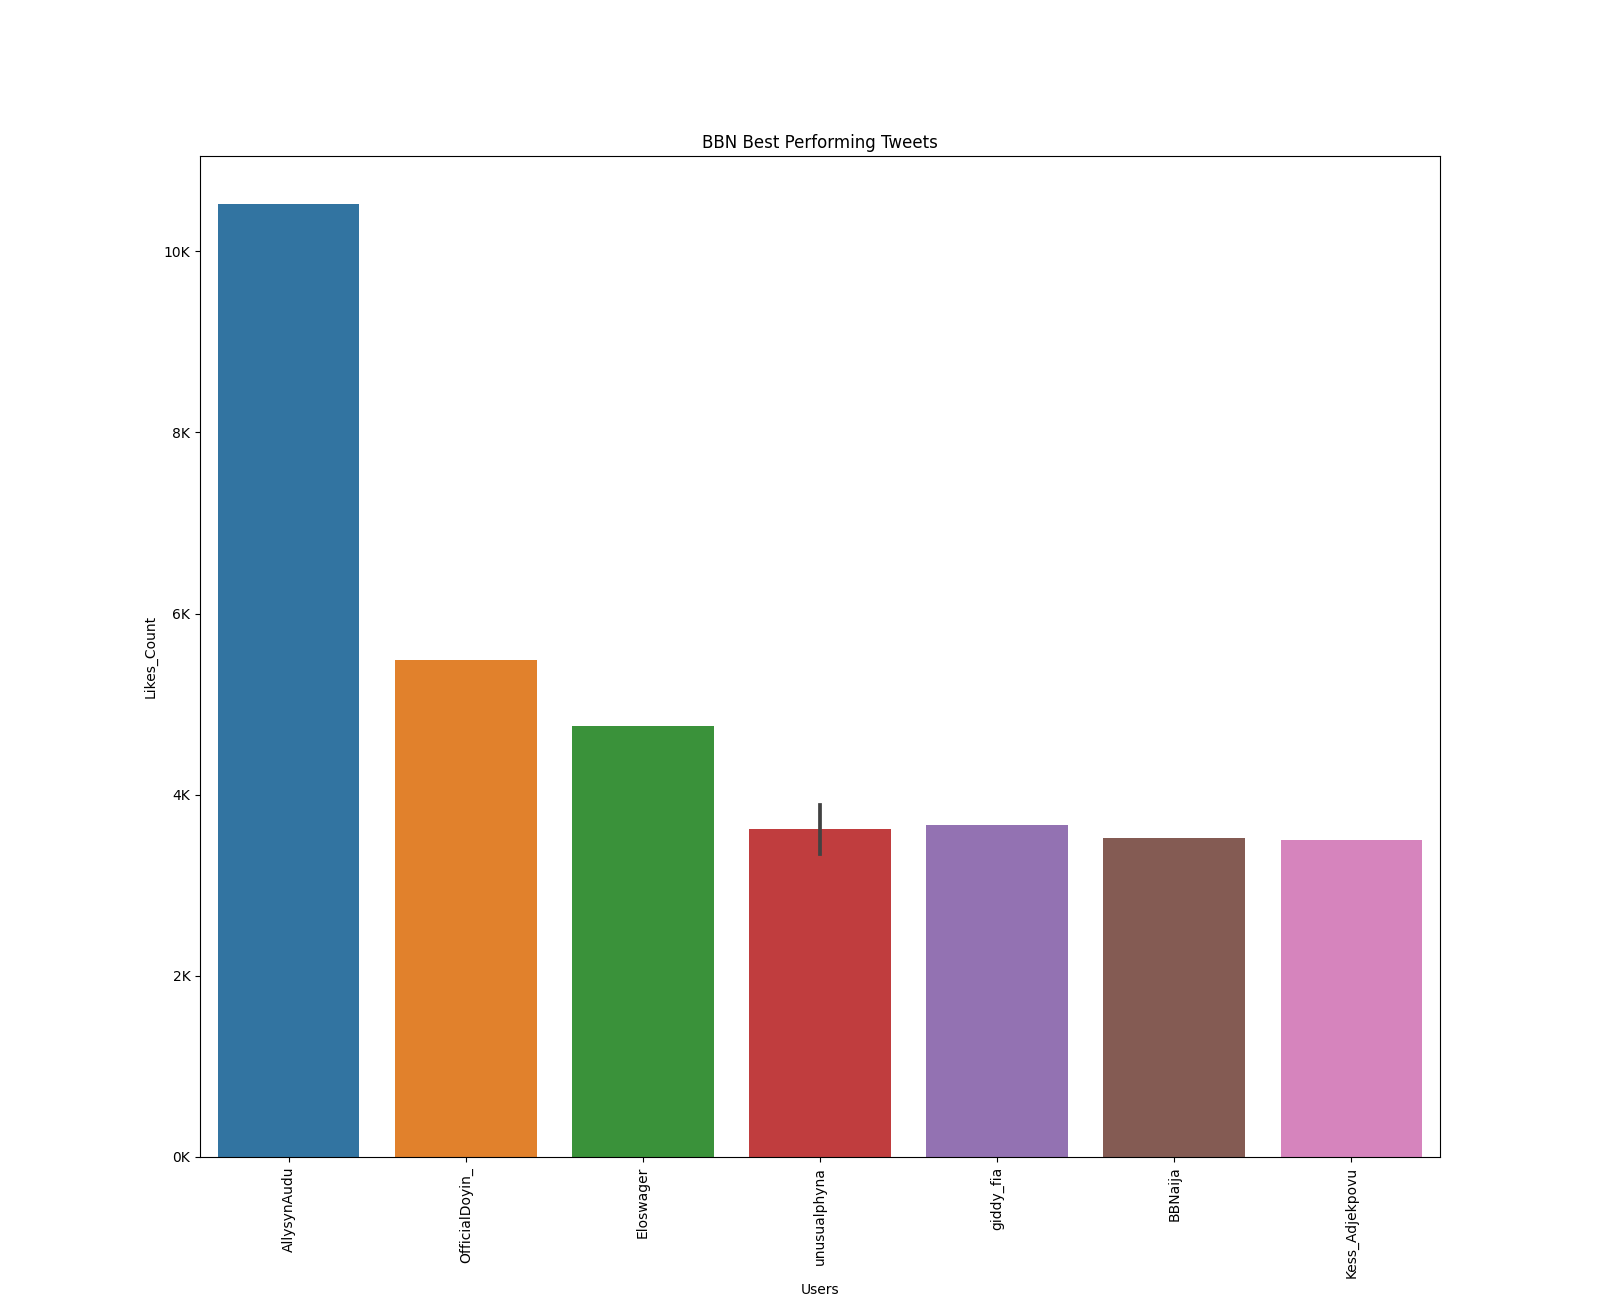 BBN Best Performing Tweets
Likes_Count
10K
8K
6K
4K
2K
0K
AllysynAudu
OfficialDoyin_
Eloswager
unusualphyna
giddy_fia
BBNaija
Kess_Adjekpovu
Users